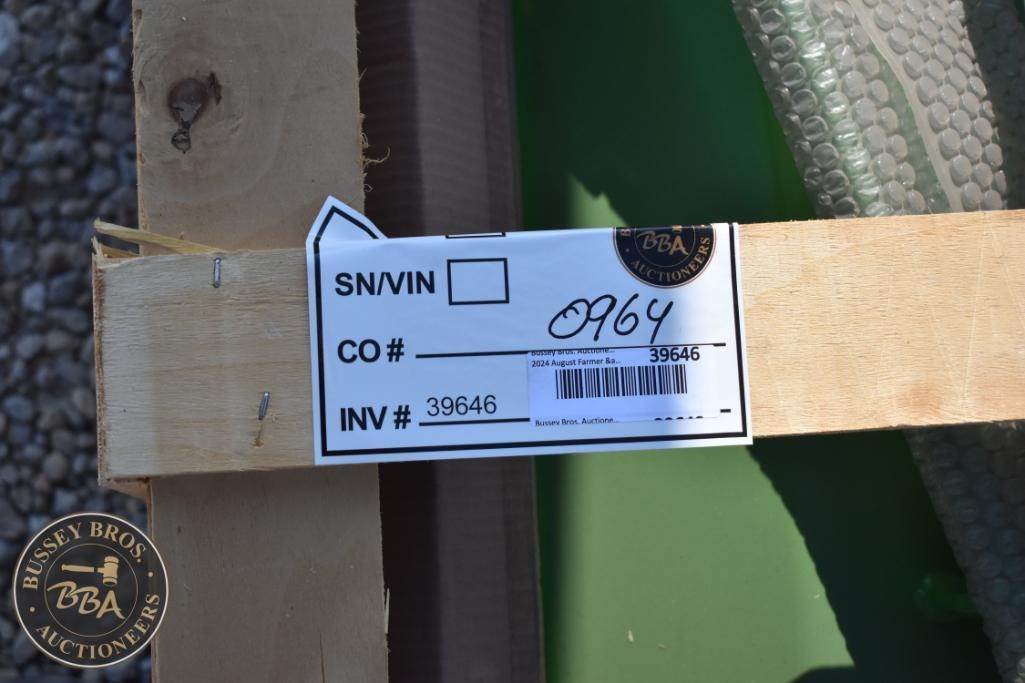 BBA
AUCTIONEERS
SN/VIN
0964
CO #
Bussey Bros. Auctione...
39646
2024 August Farmer &a...
INV # 39646
Bussey Bros. Auctione...
BUSSEY BROS.
BBA
AUCTIONEERS